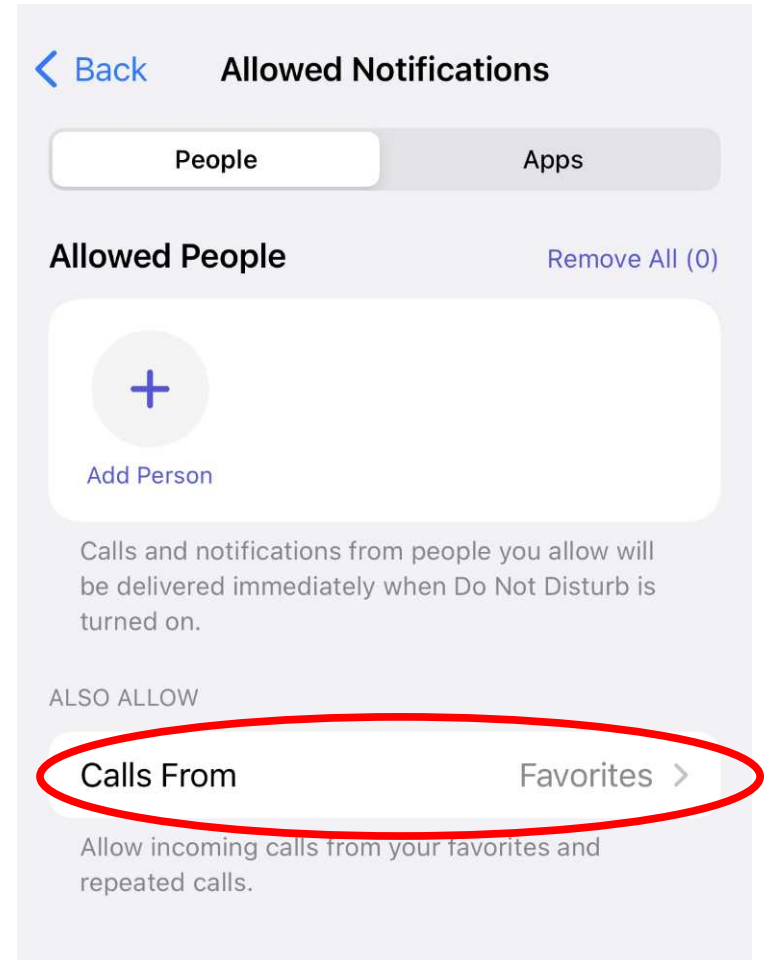 Back Allowed Notifications
People Apps
Allowed People Remove All (0)
Add Person
Calls and notifications from people you allow will
be delivered immediately when Do Not Disturb is
turned on.
ALSO ALLOW
Calls From Favorites
Allow incoming calls from your favorites and
repeated calls.